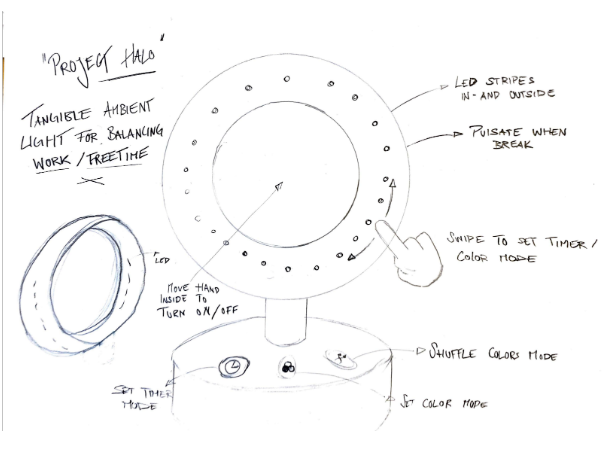 "PROJECT HALO"
TANGIBLE AMBIENT
LIGHT FOR BALANCING
WORK / FREETIME
LED STRIPES
IN- AND OUTSIDE
PULSATE WHEN
BREAK
SWIPE TO SET TIMER /
COLOR MODE
LED
MOVE HAND
INSIDE TO
TURN ON/OFF
SHUFFLE COLORS MODE
SET TIMER
MODE
SET COLOR MODE